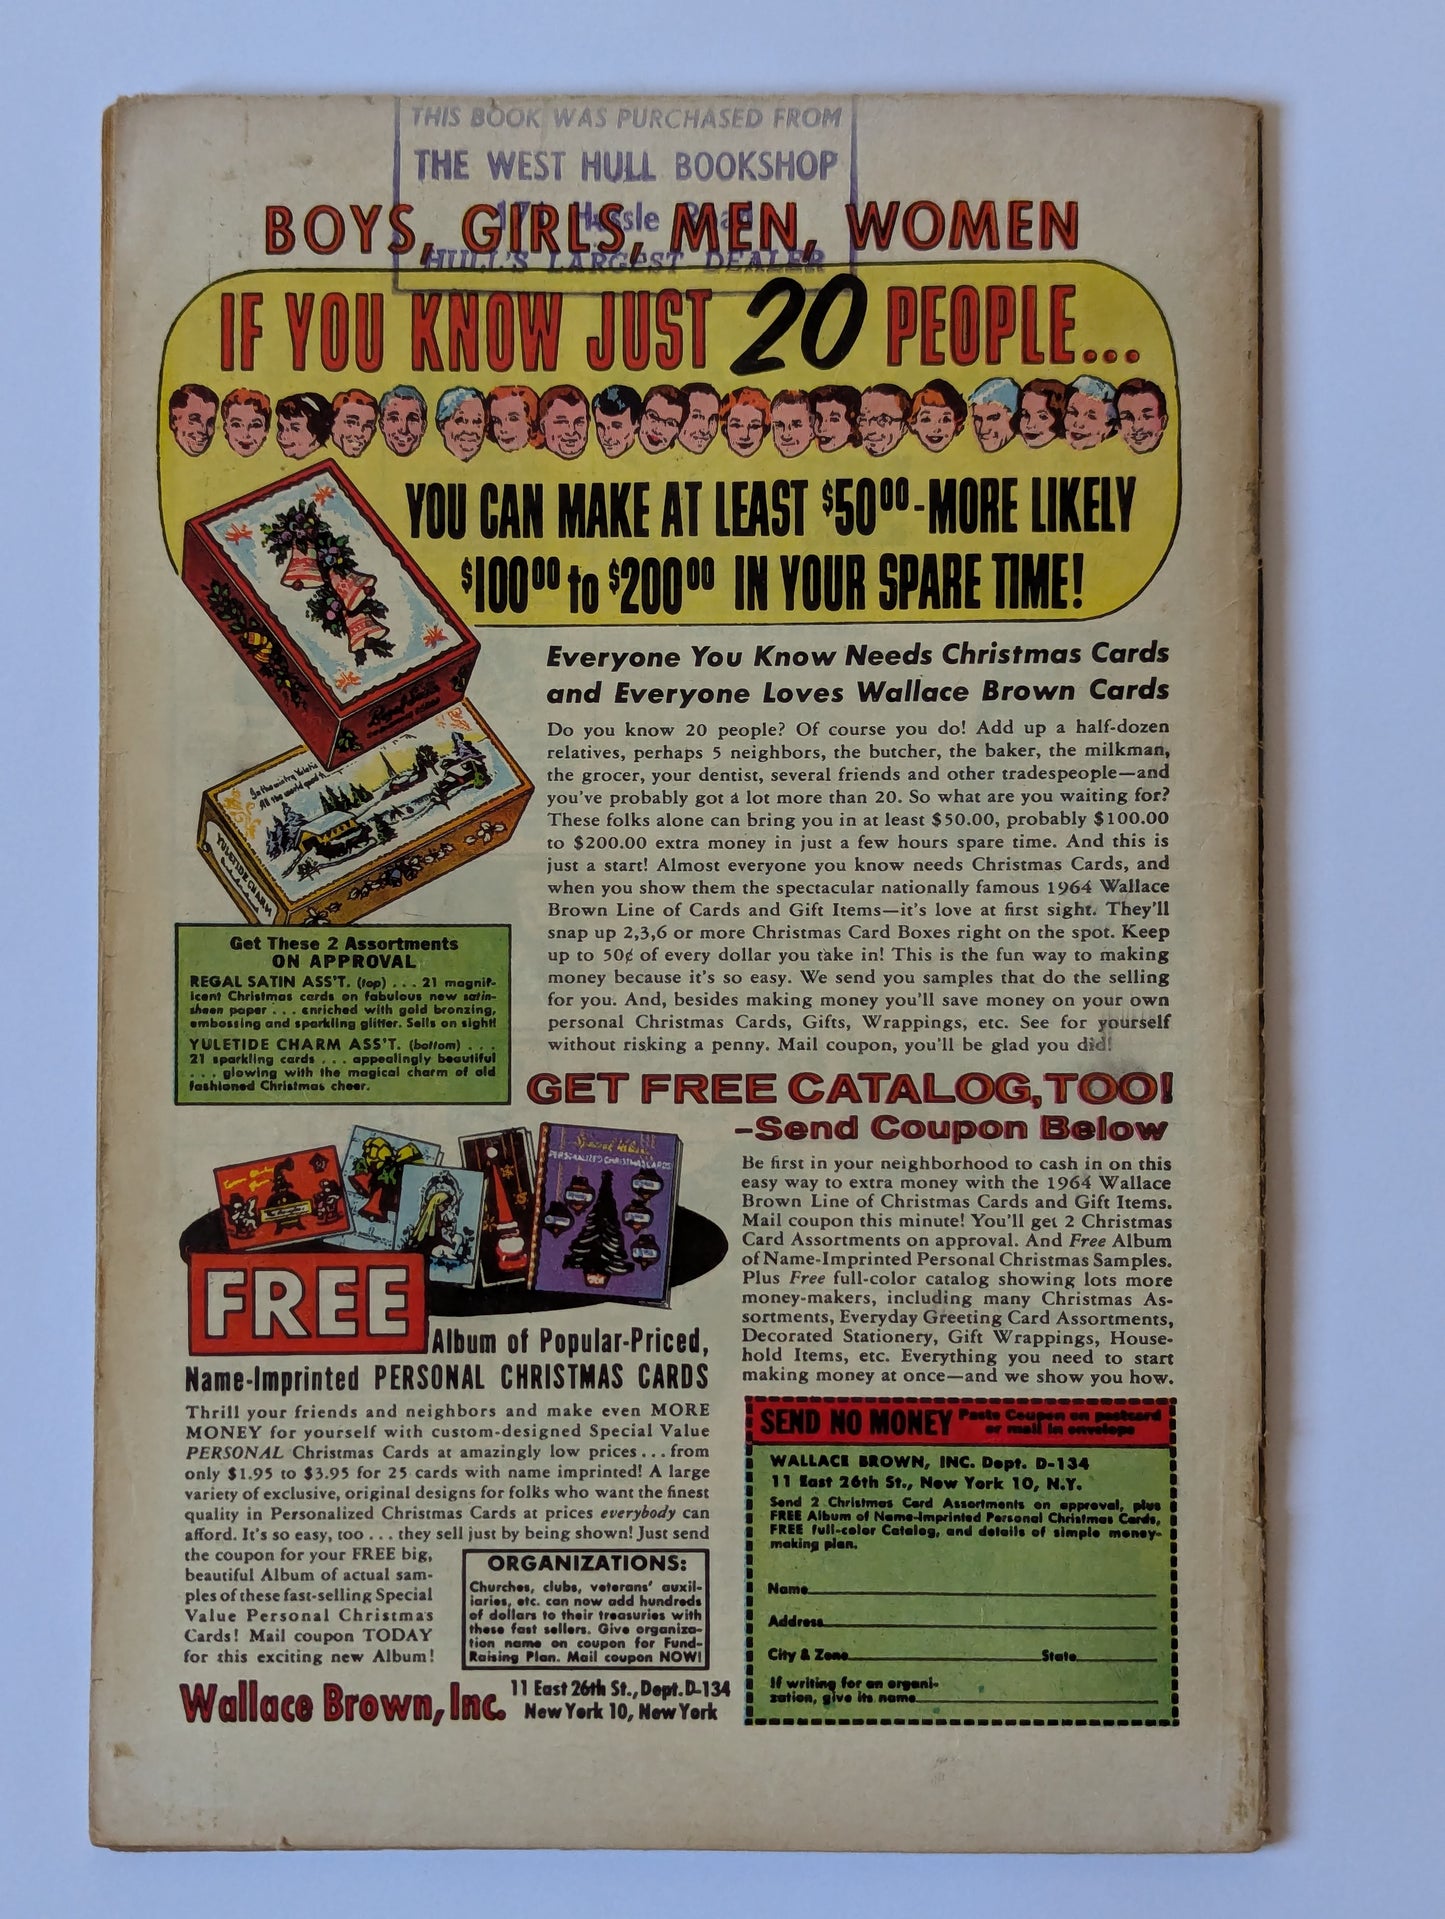 THIS BOOK WAS PURCHASED FROM
THE WEST HULL BOOKSHOP
Road
HULL'S LARGEST DEALER
BOYS, GIRLS, MEN, WOMEN
IF YOU KNOW JUST 20 PEOPLE...
YOU CAN MAKE AT LEAST $50⁰⁰-MORE LIKELY
$100⁰⁰ to $200⁰⁰ IN YOUR SPARE TIME!
Regal Satin
In the country Yuletide
All the world
YULETIDE CHARM
Everyone You Know Needs Christmas Cards
and Everyone Loves Wallace Brown Cards
Do you know 20 people? Of course you do! Add up a half-dozen
relatives, perhaps 5 neighbors, the butcher, the baker, the milkman,
the grocer, your dentist, several friends and other tradespeople—and
you've probably got a lot more than 20. So what are you waiting for?
These folks alone can bring you in at least $50.00, probably $100.00
to $200.00 extra money in just a few hours spare time. And this is
just a start! Almost everyone you know needs Christmas Cards, and
when you show them the spectacular nationally famous 1964 Wallace
Brown Line of Cards and Gift Items—it's love at first sight. They'll
snap up 2,3,6 or more Christmas Card Boxes right on the spot. Keep
up to 50¢ of every dollar you take in! This is the fun way to making
money because it's so easy. We send you samples that do the selling
for you. And, besides making money you'll save money on your own
personal Christmas Cards, Gifts, Wrappings, etc. See for yourself
without risking a penny. Mail coupon, you'll be glad you did!
Get These 2 Assortments
ON APPROVAL
REGAL SATIN ASS'T. (top) . . . 21 magnif-
icent Christmas cards on fabulous new satin-
sheen paper . . . enriched with gold bronzing,
embossing and sparkling glitter. Sells on sight!
YULETIDE CHARM ASS'T. (bottom) . . .
21 sparkling cards . . . appealingly beautiful
. . . glowing with the magical charm of old
fashioned Christmas cheer.
GET FREE CATALOG, TOO!
–Send Coupon Below
Be first in your neighborhood to cash in on this
easy way to extra money with the 1964 Wallace
Brown Line of Christmas Cards and Gift Items.
Mail coupon this minute! You'll get 2 Christmas
Card Assortments on approval. And Free Album
of Name-Imprinted Personal Christmas Samples.
Plus Free full-color catalog showing lots more
money-makers, including many Christmas As-
sortments, Everyday Greeting Card Assortments,
Decorated Stationery, Gift Wrappings, House-
hold Items, etc. Everything you need to start
making money at once—and we show you how.
Special Value
PERSONALIZED CHRISTMAS CARDS
FREE
Album of Popular-Priced,
Name-Imprinted PERSONAL CHRISTMAS CARDS
Thrill your friends and neighbors and make even MORE
MONEY for yourself with custom-designed Special Value
PERSONAL Christmas Cards at amazingly low prices . . . from
only $1.95 to $3.95 for 25 cards with name imprinted! A large
variety of exclusive, original designs for folks who want the finest
quality in Personalized Christmas Cards at prices everybody can
afford. It's so easy, too . . . they sell just by being shown! Just send
the coupon for your FREE big,
beautiful Album of actual sam-
ples of these fast-selling Special
Value Personal Christmas
Cards! Mail coupon TODAY
for this exciting new Album!
ORGANIZATIONS:
Churches, clubs, veterans' auxil-
iaries, etc. can now add hundreds
of dollars to their treasuries with
these fast sellers. Give organiza-
tion name on coupon for Fund-
Raising Plan. Mail coupon NOW!
Wallace Brown, Inc. 11 East 26th St., Dept. D-134
New York 10, New York
SEND NO MONEY Paste Coupon on postcard
or mail in envelope
WALLACE BROWN, INC. Dept. D-134
11 East 26th St., New York 10, N.Y.
Send 2 Christmas Card Assortments on approval, plus
FREE Album of Name-Imprinted Personal Christmas Cards,
FREE full-color Catalog, and details of simple money-
making plan.
Name
Address
City & Zone State
If writing for an organi-
zation, give its name